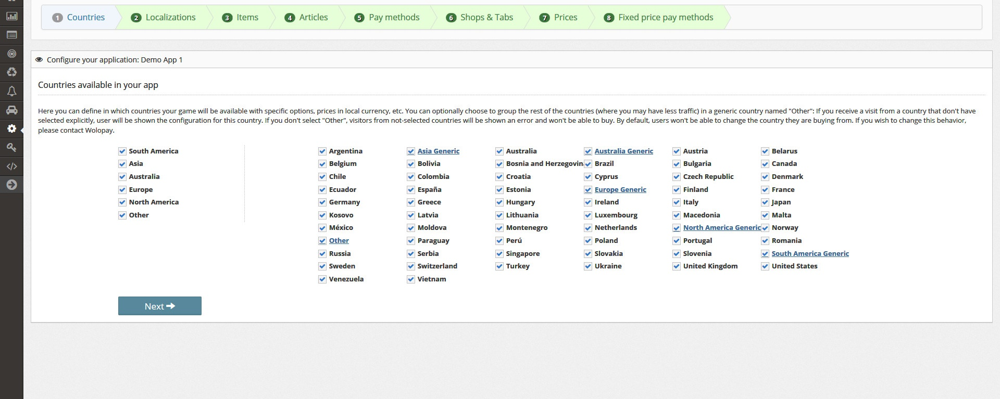 1 Countries 2 Localizations 3 Items 4 Articles 5 Pay methods 6 Shops & Tabs 7 Prices 8 Fixed price pay methods
Configure your application: Demo App 1
Countries available in your app
Here you can define in which countries your game will be available with specific options, prices in local currency, etc. You can optionally choose to group the rest of the countries (where you may have less traffic) in a generic country named "Other": If you receive a visit from a country that don't have
selected explicitly, user will be shown the configuration for this country. If you don't select "Other", visitors from not-selected countries will be shown an error and won't be able to buy. By default, users won't be able to change the country they are buying from. If you wish to change this behavior,
please contact Wolopay.
South America
Asia
Australia
Europe
North America
Other
Argentina Asia Generic Australia Australia Generic Austria Belarus
Belgium Bolivia Bosnia and Herzegovin Brazil Bulgaria Canada
Chile Colombia Croatia Cyprus Czech Republic Denmark
Ecuador España Estonia Europe Generic Finland France
Germany Greece Hungary Ireland Italy Japan
Kosovo Latvia Lithuania Luxembourg Macedonia Malta
México Moldova Montenegro Netherlands North America Generic Norway
Other Paraguay Perú Poland Portugal Romania
Russia Serbia Singapore Slovakia Slovenia South America Generic
Sweden Switzerland Turkey Ukraine United Kingdom United States
Venezuela Vietnam
Next